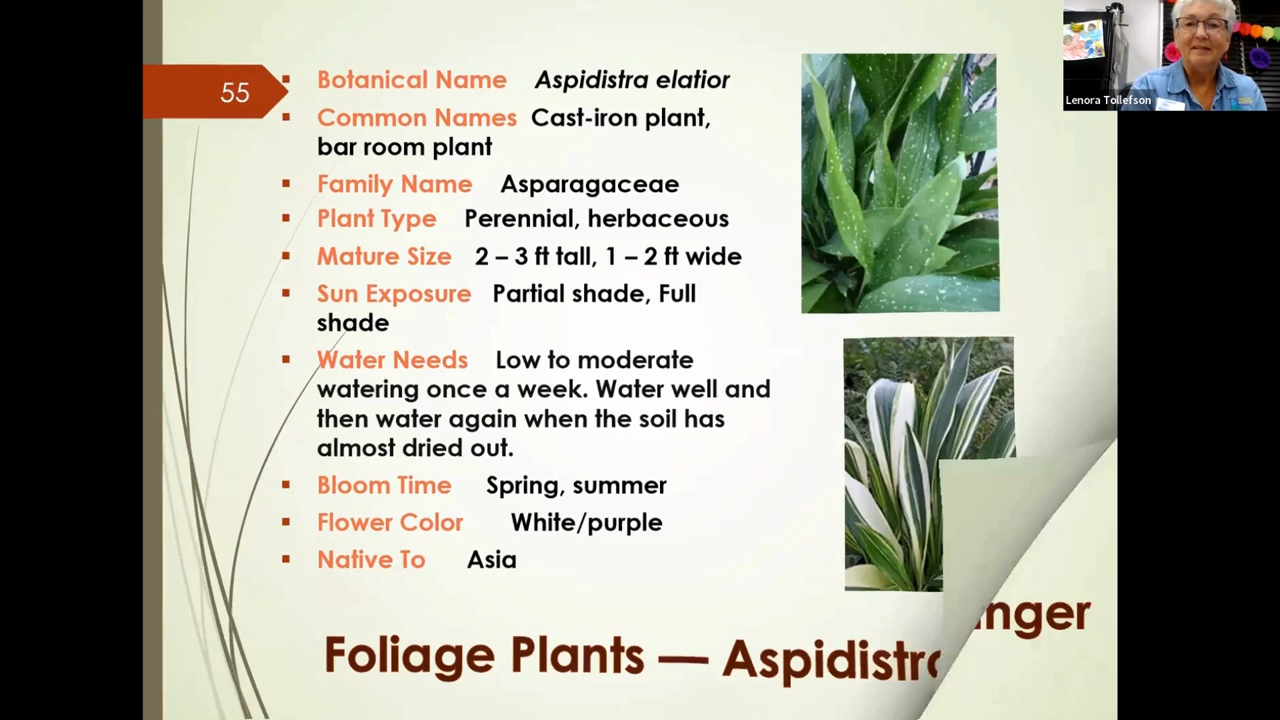 55
Botanical Name Aspidistra elatior
Common Names Cast-iron plant,
bar room plant
Family Name Asparagaceae
Plant Type Perennial, herbaceous
Mature Size 2 – 3 ft tall, 1 – 2 ft wide
Sun Exposure Partial shade, Full
shade
Water Needs Low to moderate
watering once a week. Water well and
then water again when the soil has
almost dried out.
Bloom Time Spring, summer
Flower Color White/purple
Native To Asia
Foliage Plants — Aspidistra
Lenora Tollefson